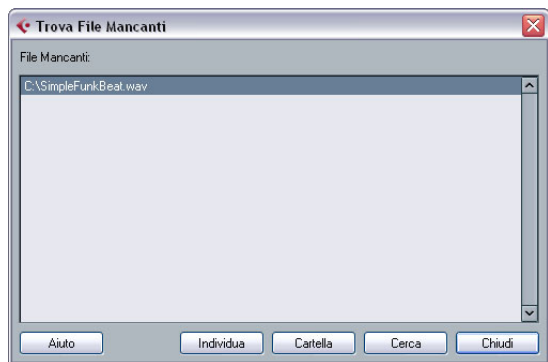 Trova File Mancanti
File Mancanti:
C:\SimpleFunkBeat.wav
Aiuto Individua Cartella Cerca Chiudi